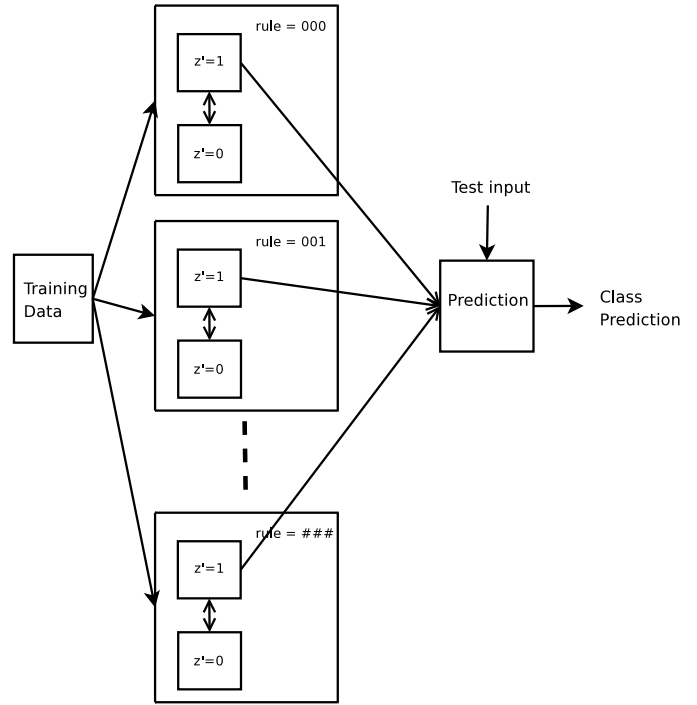 rule = 000
z'=1
z'=0
Test input
rule = 001
z'=1
z'=0
Training
Data
Prediction
Class
Prediction
rule = ###
z'=1
z'=0